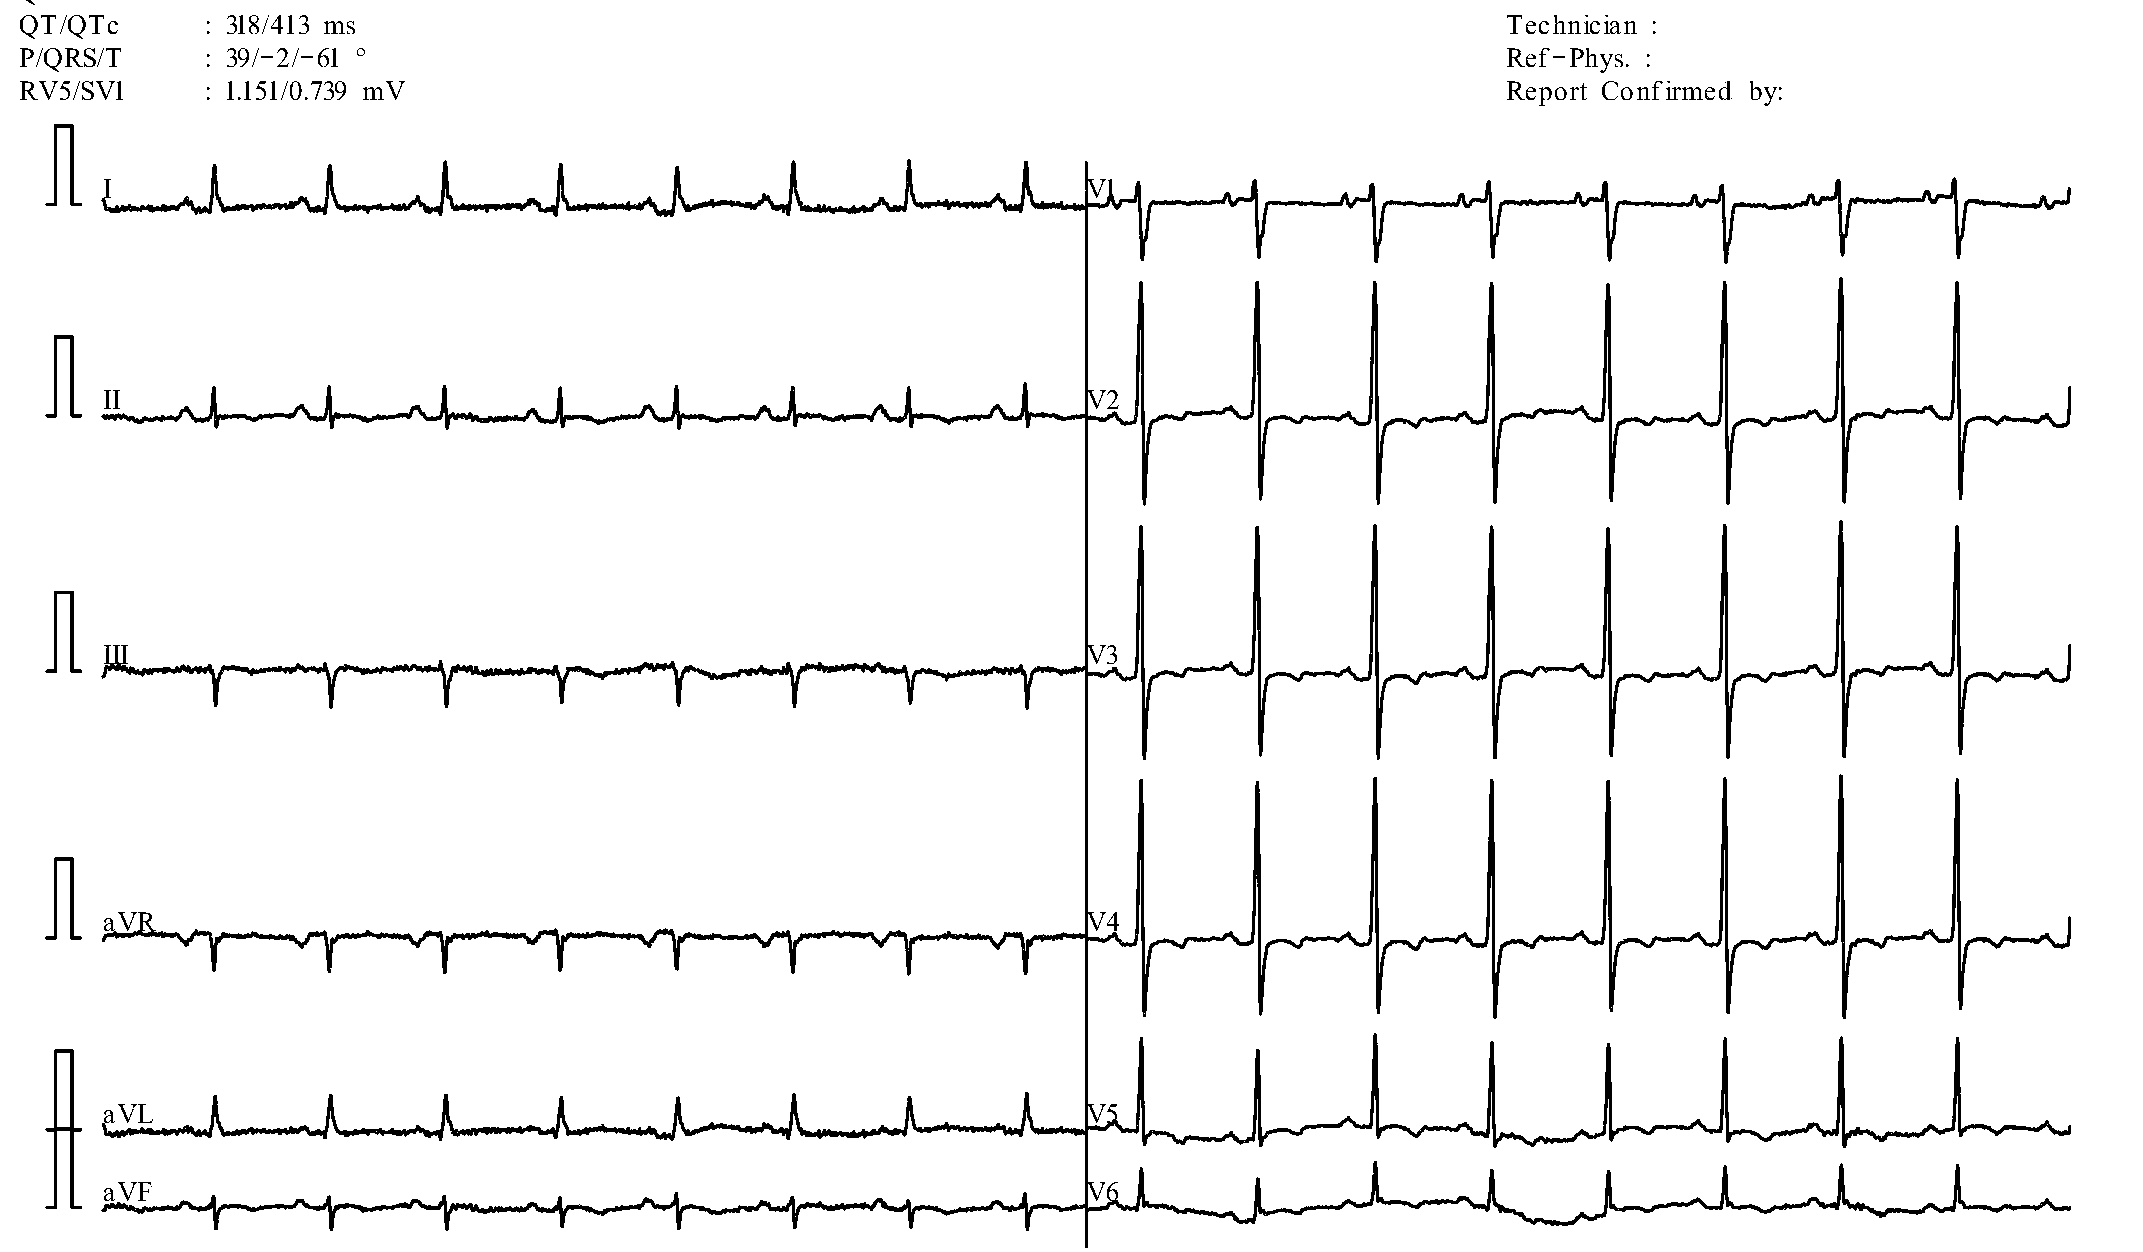 QT/QTc : 318/413 ms
P/QRS/T : 39/-2/-61 °
RV5/SV1 : 1.151/0.739 mV
Technician :
Ref-Phys. :
Report Confirmed by:
I
V1
II
V2
III
V3
aVR
V4
aVL
V5
aVF
V6